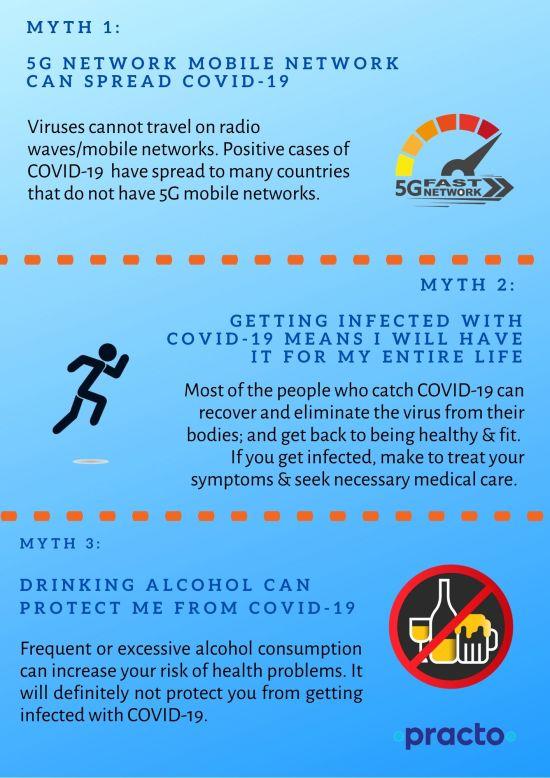 MYTH 1:
5G NETWORK MOBILE NETWORK
CAN SPREAD COVID-19
Viruses cannot travel on radio
waves/mobile networks. Positive cases of
COVID-19 have spread to many countries
that do not have 5G mobile networks.
5G FAST
NETWORK
MYTH 2:
GETTING INFECTED WITH
COVID-19 MEANS I WILL HAVE
IT FOR MY ENTIRE LIFE
Most of the people who catch COVID-19 can
recover and eliminate the virus from their
bodies; and get back to being healthy & fit.
If you get infected, make to treat your
symptoms & seek necessary medical care.
MYTH 3:
DRINKING ALCOHOL CAN
PROTECT ME FROM COVID-19
Frequent or excessive alcohol consumption
can increase your risk of health problems. It
will definitely not protect you from getting
infected with COVID-19.
practo